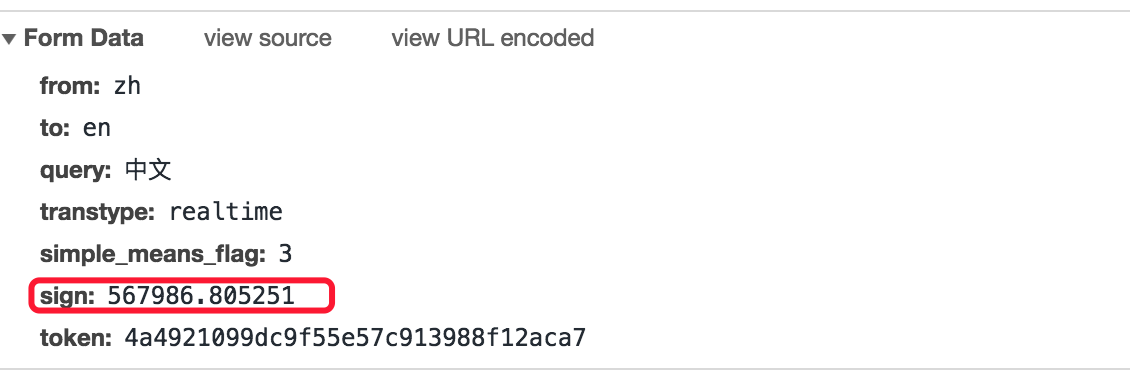 Form Data view source view URL encoded
from: zh
to: en
query: 中文
transtype: realtime
simple_means_flag: 3
sign: 567986.805251
token: 4a4921099dc9f55e57c913988f12aca7